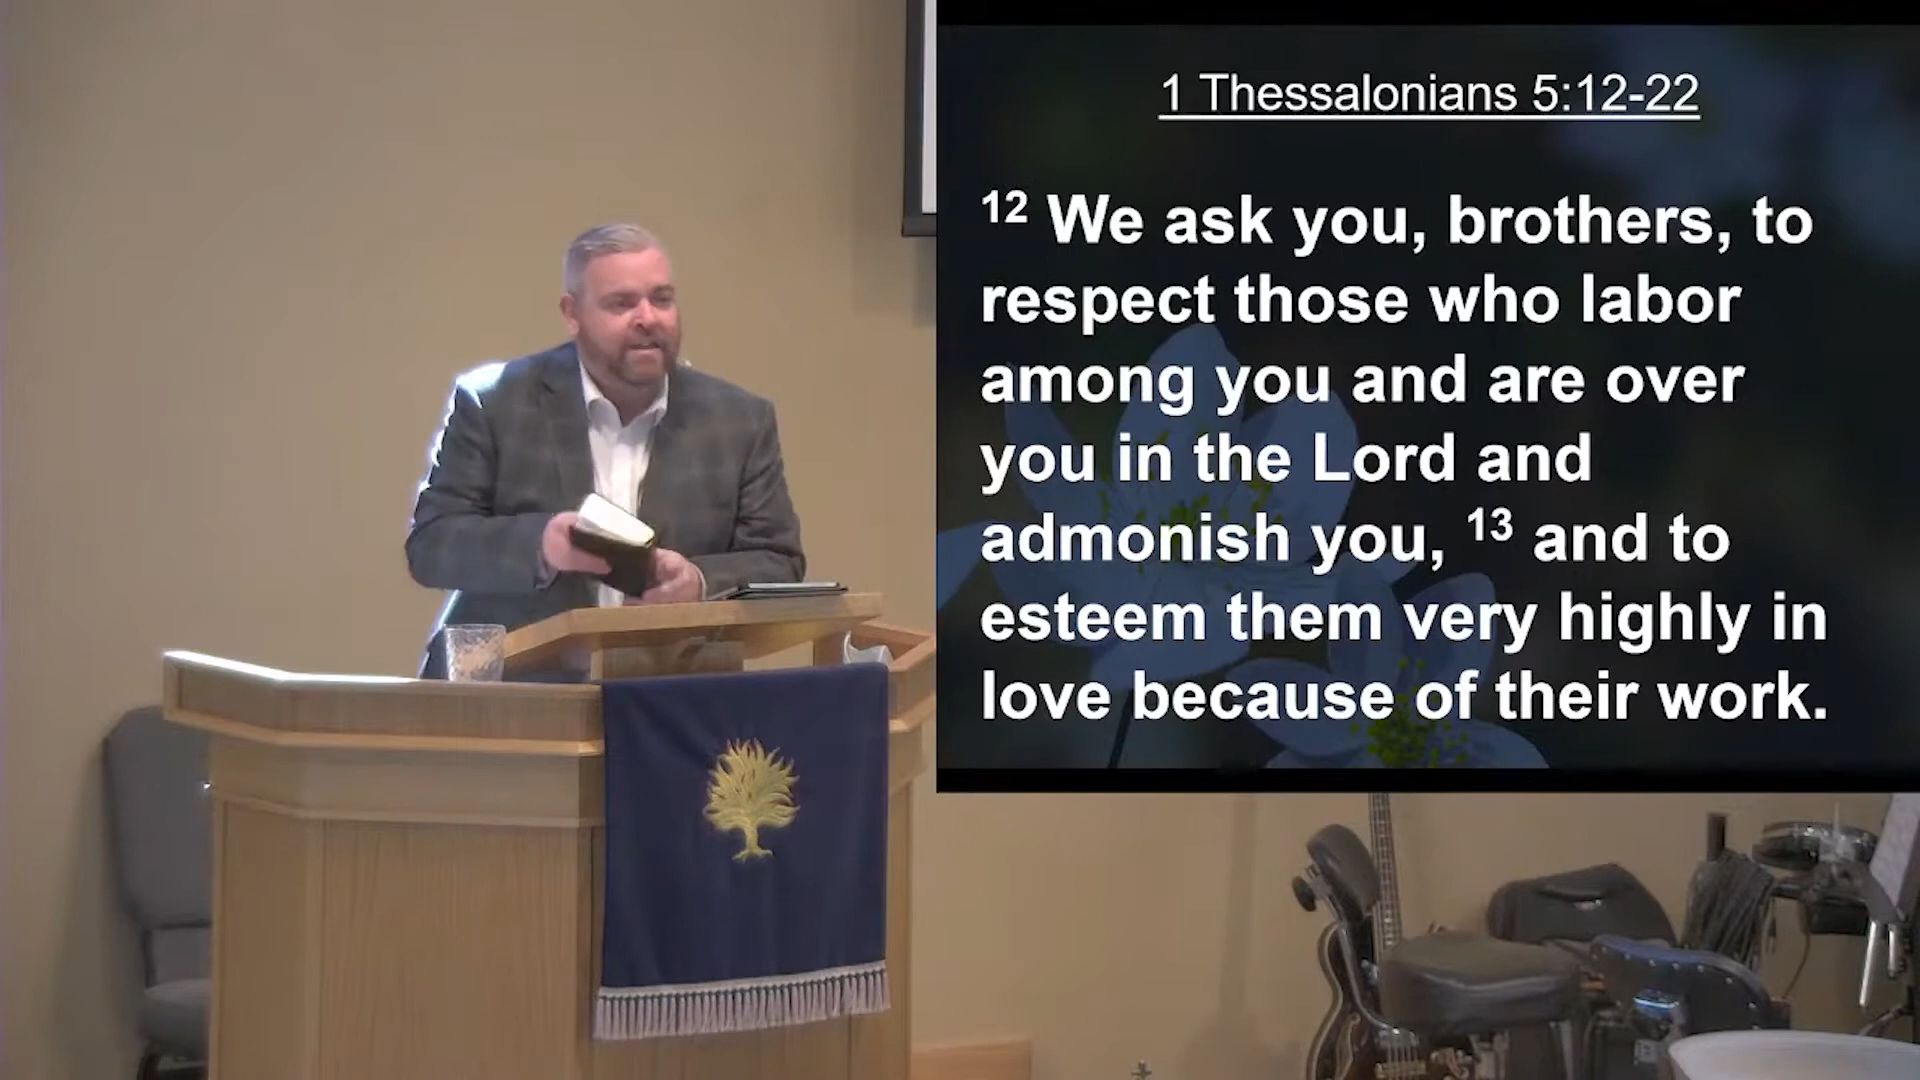 1 Thessalonians 5:12-22
12 We ask you, brothers, to
respect those who labor
among you and are over
you in the Lord and
admonish you, 13 and to
esteem them very highly in
love because of their work.